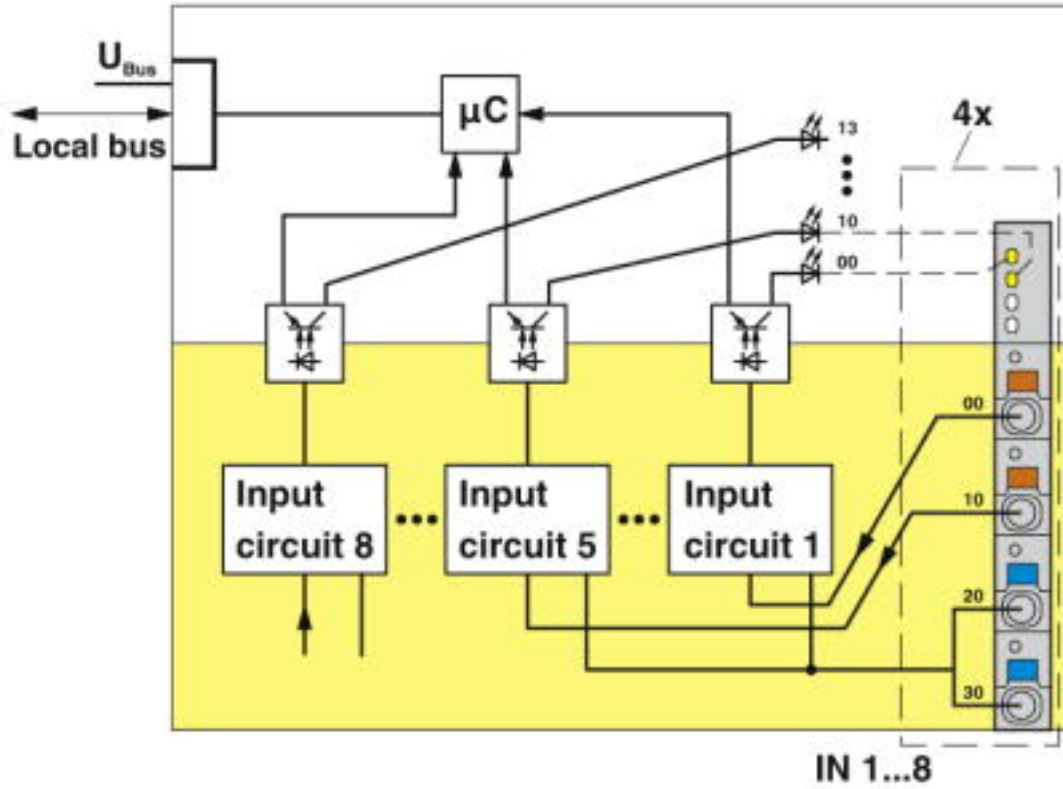 U Bus
Local bus
µC
13
4x
10
00
00
10
20
30
Input
circuit 8
Input
circuit 5
Input
circuit 1
IN 1...8